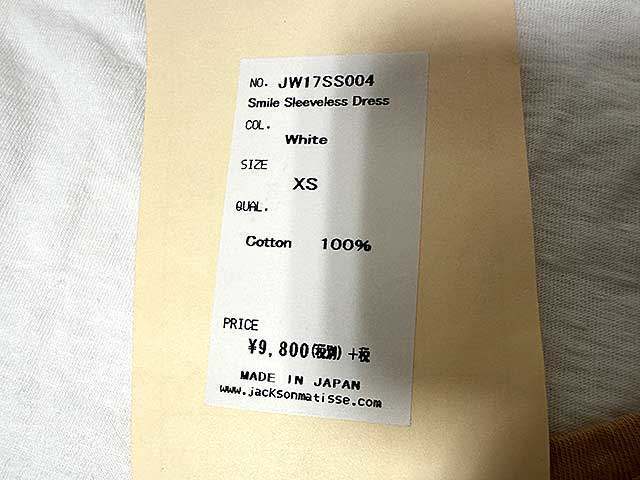 NO. JW17SS004
Smile Sleeveless Dress
COL.
White
SIZE
XS
QUAL.
Cotton 100%
PRICE
¥9,800(税別) +税
MADE IN JAPAN
www.jacksonmatisse.com